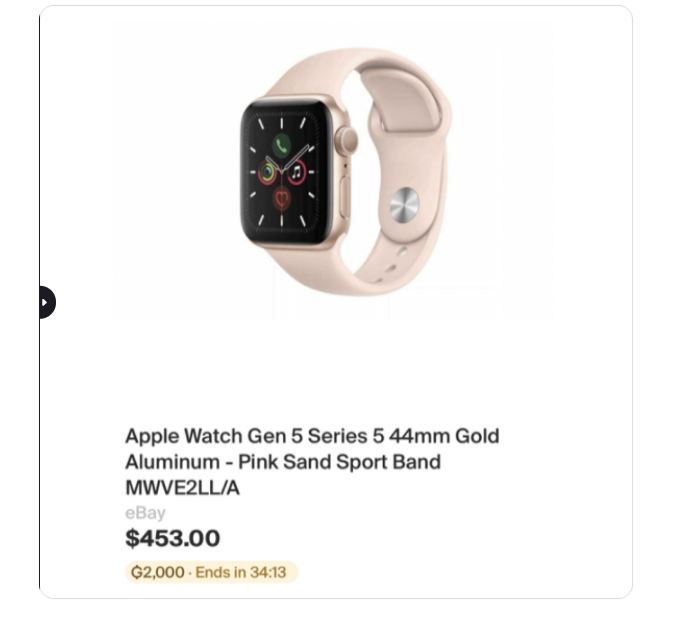 Apple Watch Gen 5 Series 5 44mm Gold
Aluminum - Pink Sand Sport Band
MWVE2LL/A
eBay
$453.00
₲2,000 · Ends in 34:13